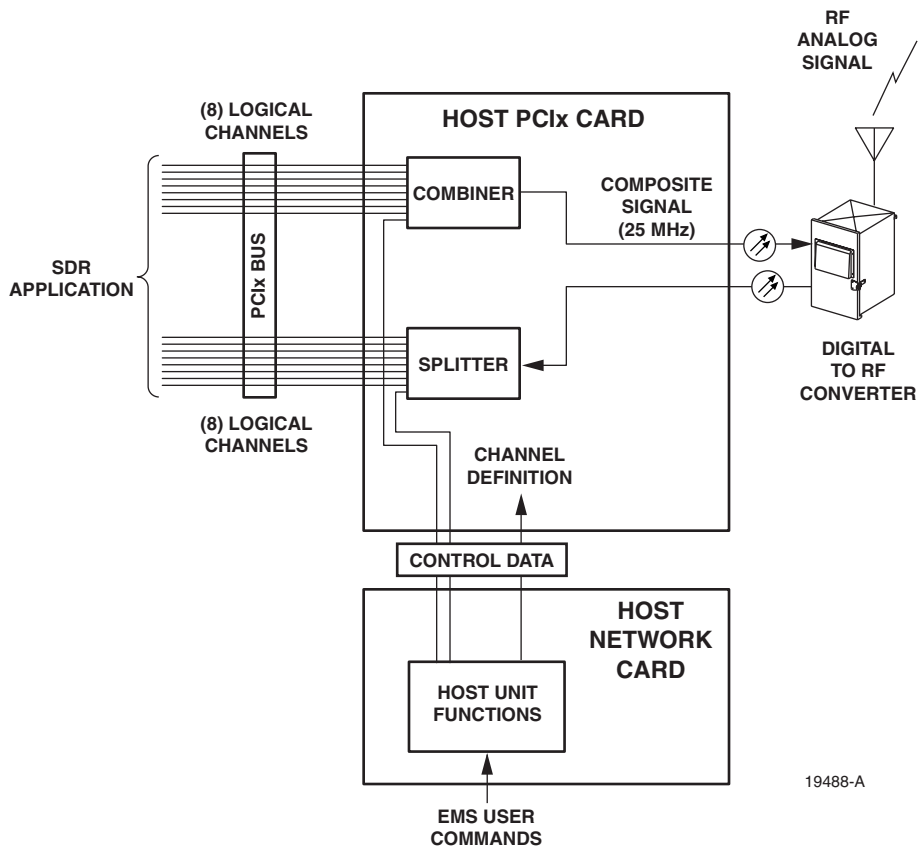 RF
ANALOG
SIGNAL
(8) LOGICAL
CHANNELS
HOST PCIx CARD
COMBINER
COMPOSITE
SIGNAL
(25 MHz)
SDR
APPLICATION
PCIx BUS
SPLITTER
DIGITAL
TO RF
CONVERTER
(8) LOGICAL
CHANNELS
CHANNEL
DEFINITION
CONTROL DATA
HOST
NETWORK
CARD
HOST UNIT
FUNCTIONS
19488-A
EMS USER
COMMANDS